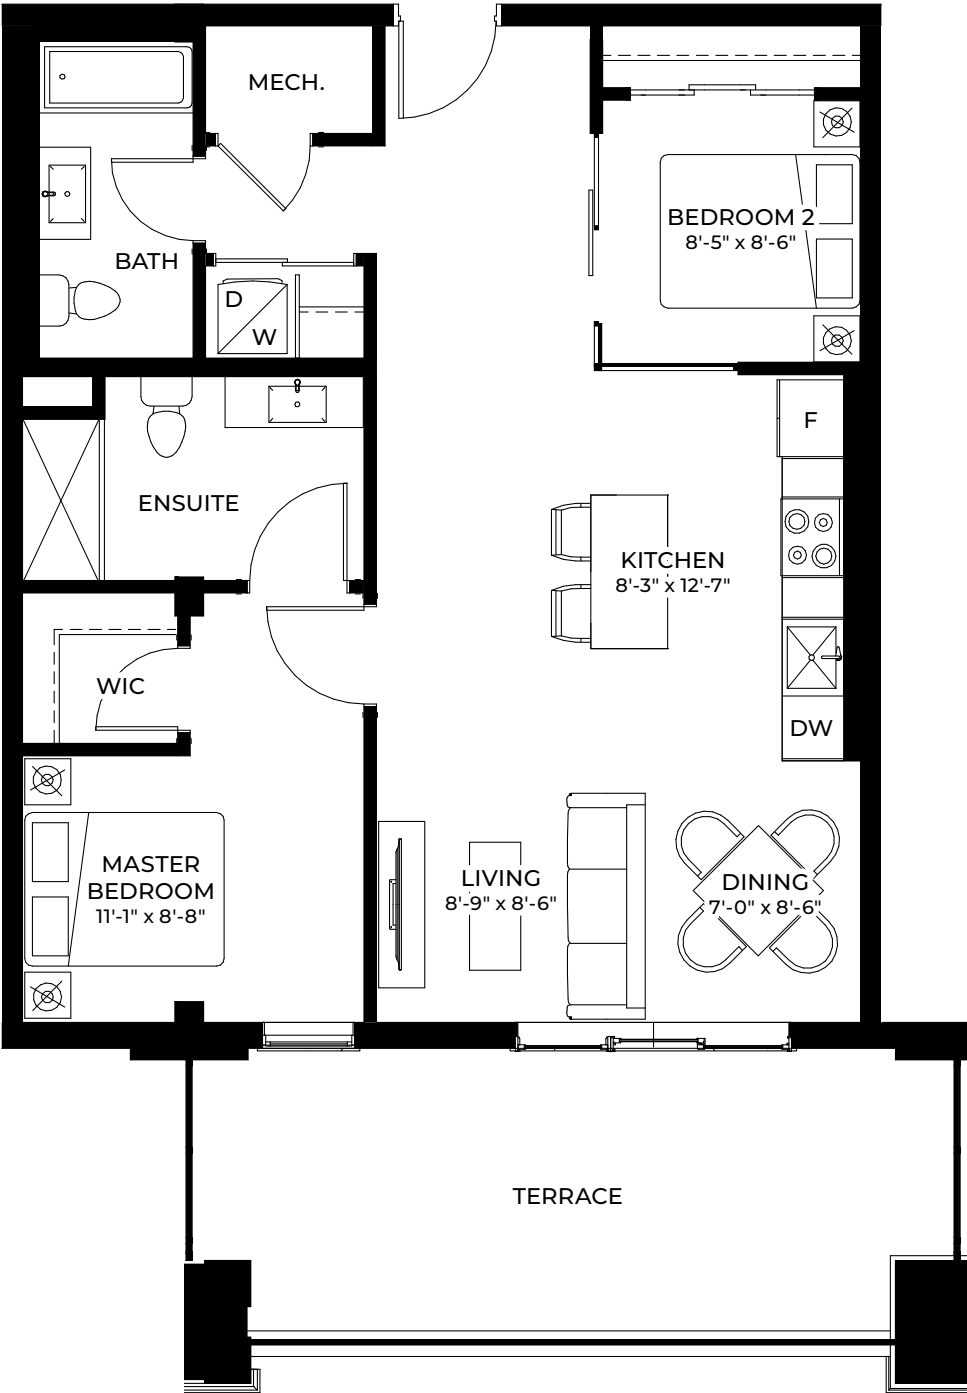 MECH.
BEDROOM 2
8'-5" x 8'-6"
BATH
D
W
F
ENSUITE
KITCHEN
8'-3" x 12'-7"
WIC
DW
MASTER
BEDROOM
11'-1" x 8'-8"
LIVING
8'-9" x 8'-6"
DINING
7'-0" x 8'-6"
TERRACE